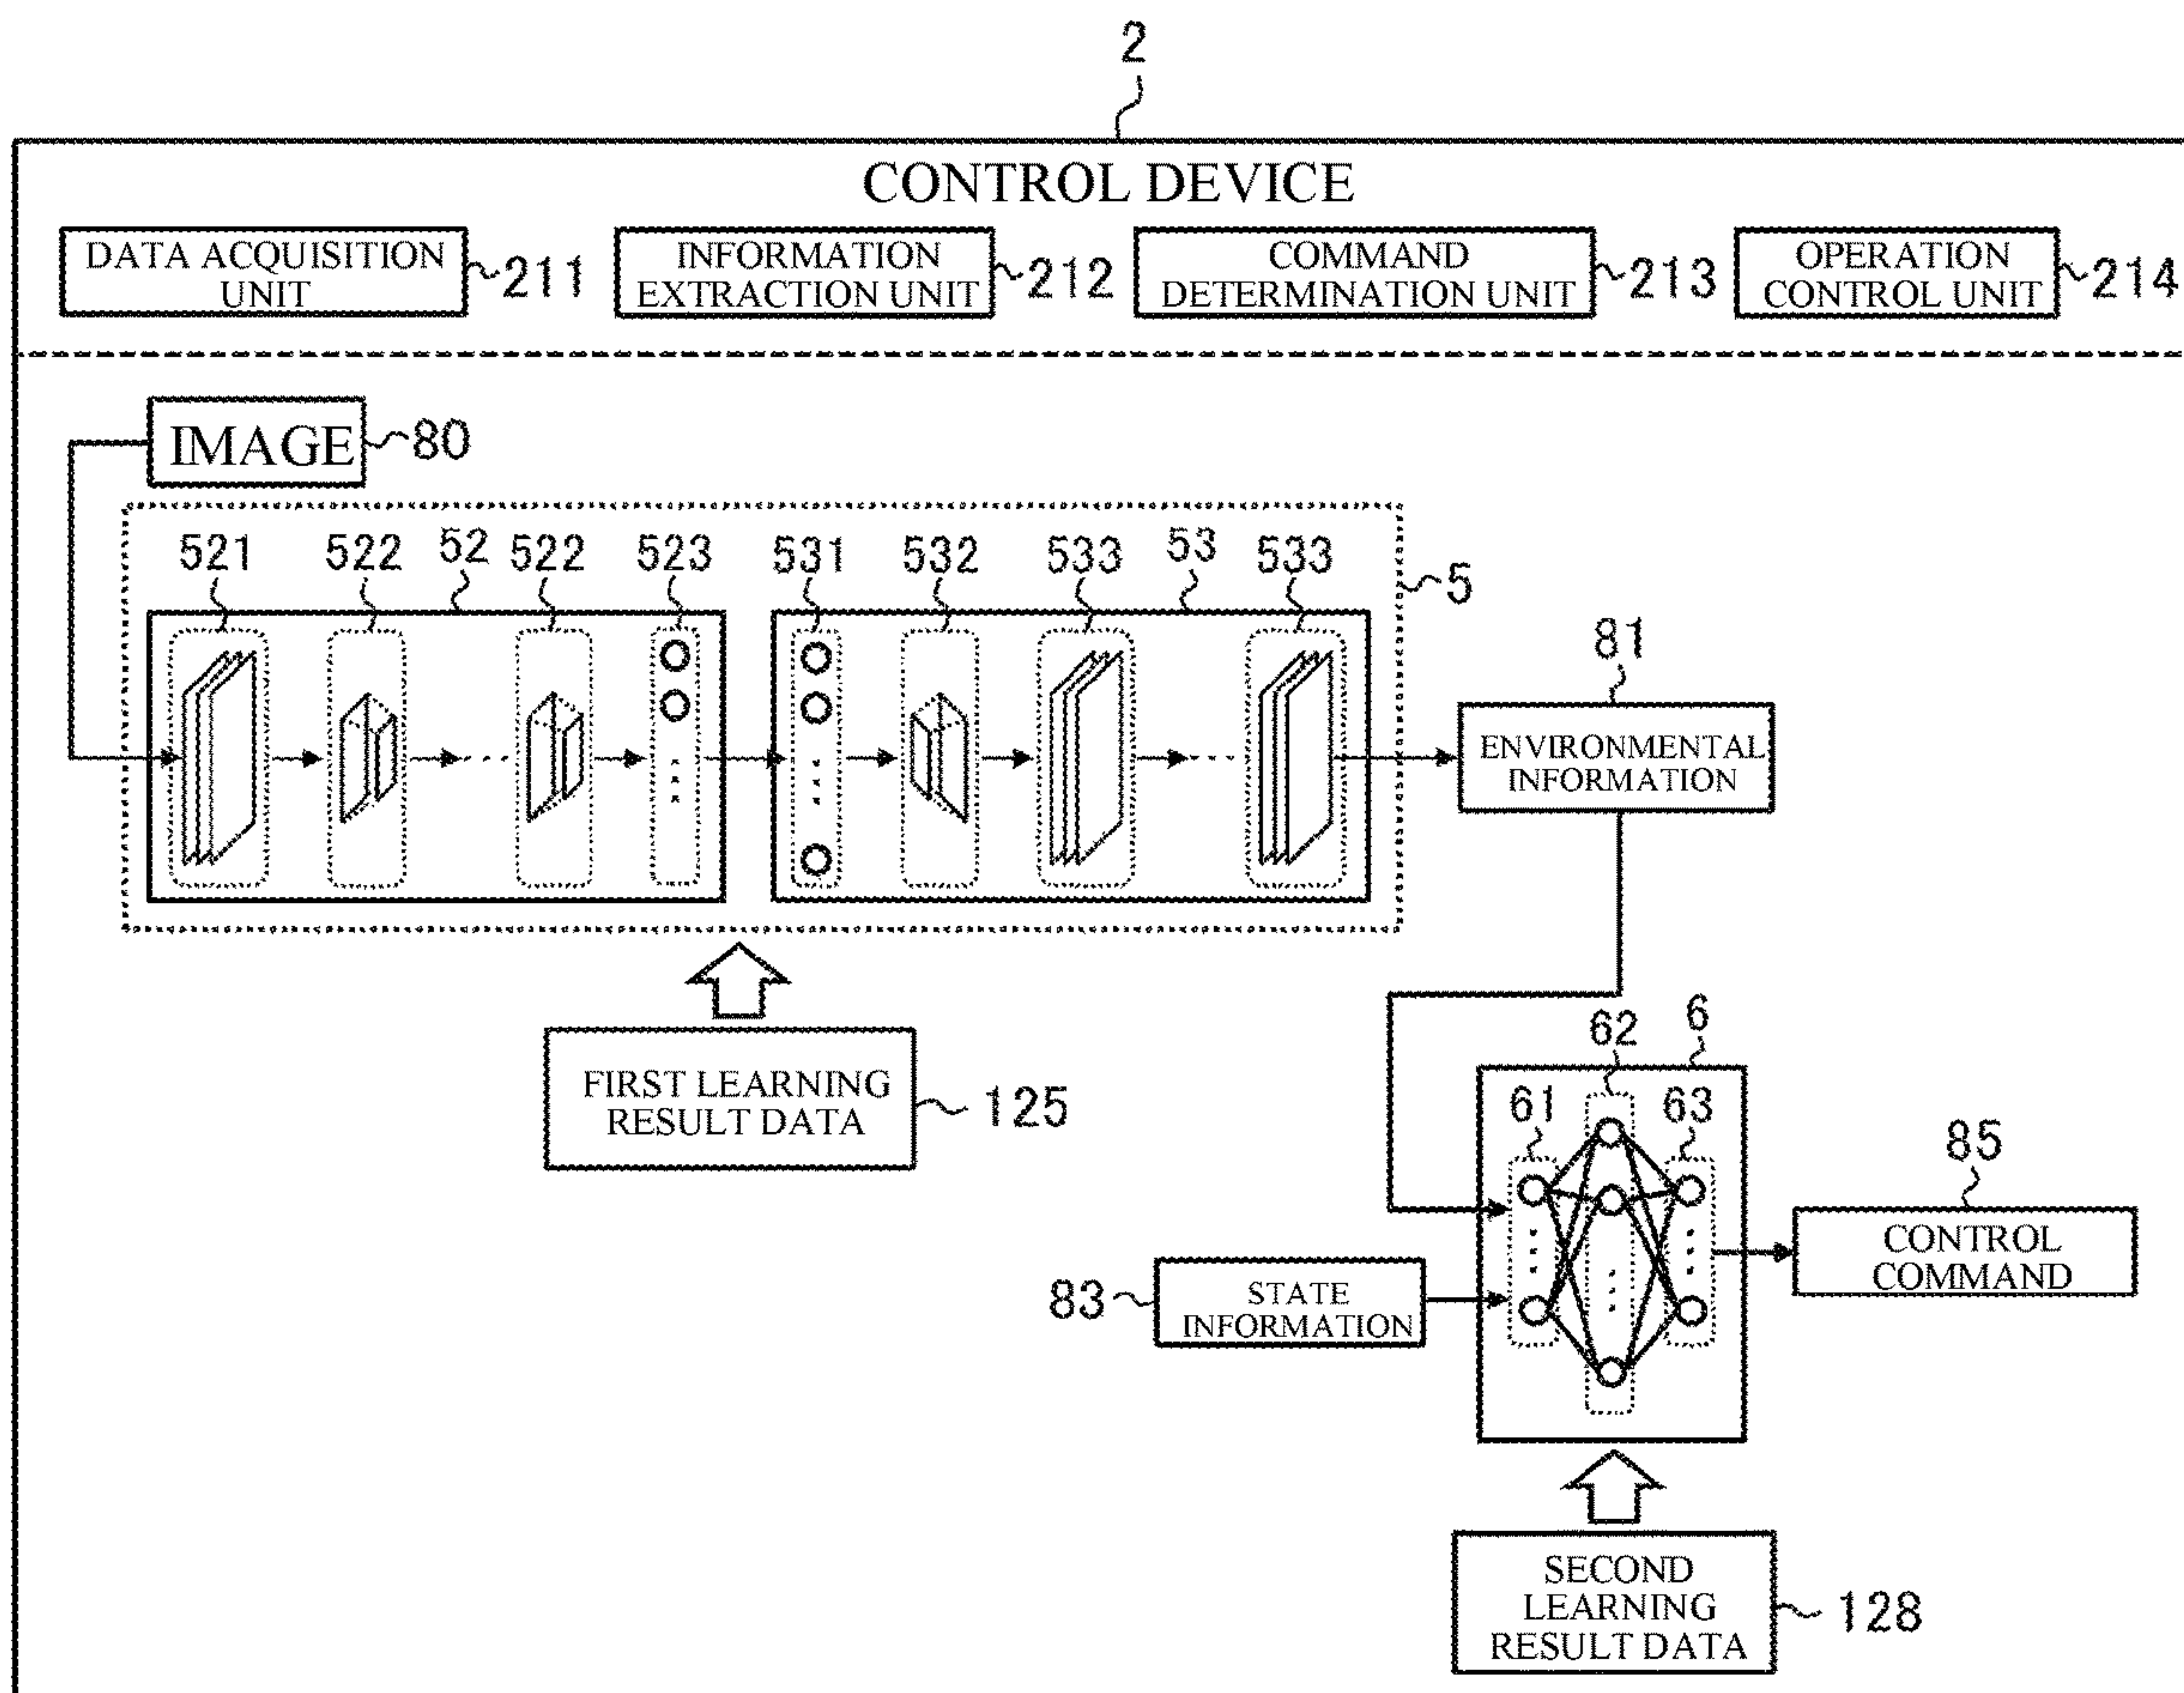 2
CONTROL DEVICE
DATA ACQUISITION
UNIT
211
INFORMATION
EXTRACTION UNIT
212
COMMAND
DETERMINATION UNIT
213
OPERATION
CONTROL UNIT
214
IMAGE
80
521
522
52
522
523
531
532
533
53
533
5
81
ENVIRONMENTAL
INFORMATION
FIRST LEARNING
RESULT DATA
125
62
6
61
63
85
CONTROL
COMMAND
83
STATE
INFORMATION
SECOND
LEARNING
RESULT DATA
128